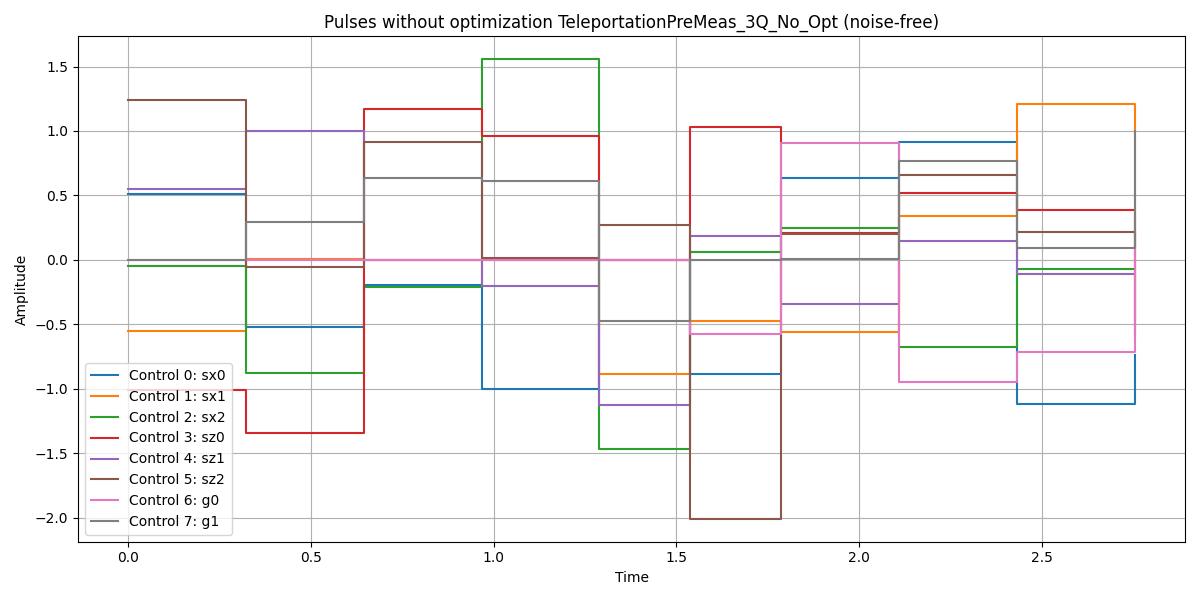 Pulses without optimization TeleportationPreMeas_3Q_No_Opt (noise-free)
1.5
1.0
0.5
0.0
−0.5
−1.0
−1.5
−2.0
Amplitude
Control 0: sx0
Control 1: sx1
Control 2: sx2
Control 3: sz0
Control 4: sz1
Control 5: sz2
Control 6: g0
Control 7: g1
0.0 0.5 1.0 1.5 2.0 2.5
Time